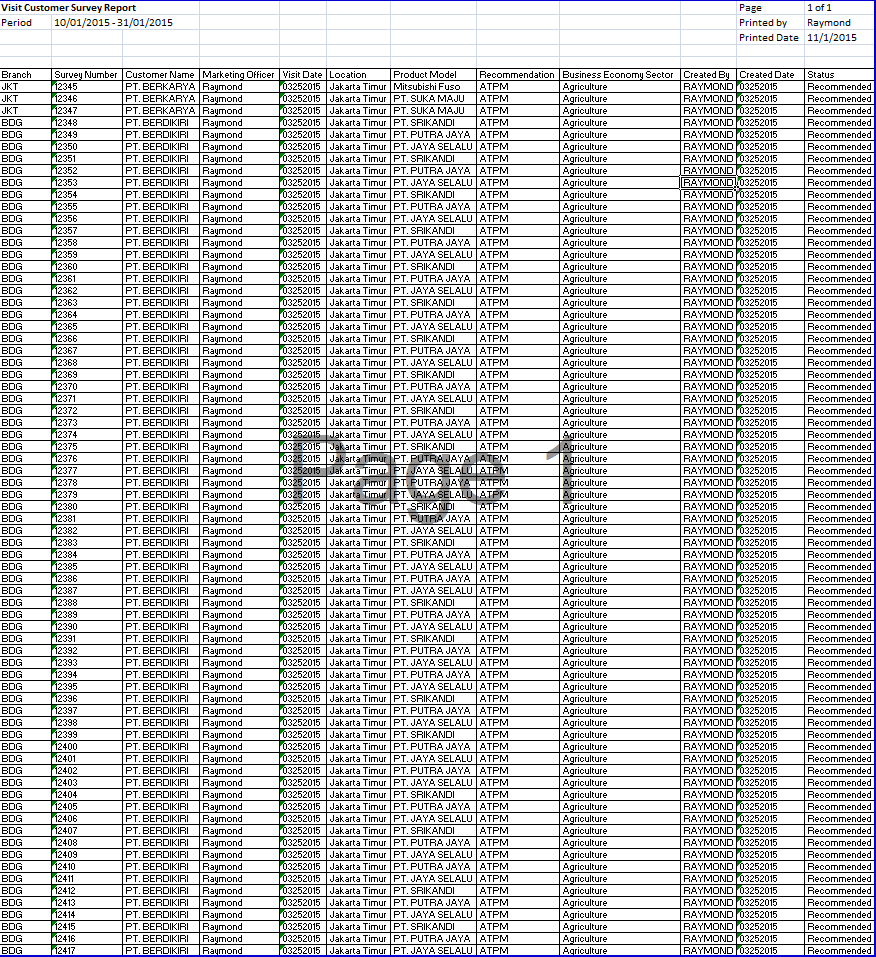 Visit Customer Survey Report Page 1 of 1
Period 10/01/2015 - 31/01/2015 Printed by Raymond
Printed Date 11/1/2015
Branch Survey Number Customer Name Marketing Officer Visit Date Location Product Model Recommendation Business Economy Sector Created By Created Date Status
JKT 12345 PT. BERKARYA Raymond 03252015 Jakarta Timur Mitsubishi Fuso ATPM Agriculture RAYMOND 03252015 Recommended
JKT 12346 PT. BERKARYA Raymond 03252015 Jakarta Timur PT. SUKA MAJU ATPM Agriculture RAYMOND 03252015 Recommended
JKT 12347 PT. BERKARYA Raymond 03252015 Jakarta Timur PT. SUKA MAJU ATPM Agriculture RAYMOND 03252015 Recommended
BDG 12348 PT. BERDIKIRI Raymond 03252015 Jakarta Timur PT. SRIKANDI ATPM Agriculture RAYMOND 03252015 Recommended
BDG 12349 PT. BERDIKIRI Raymond 03252015 Jakarta Timur PT. PUTRA JAYA ATPM Agriculture RAYMOND 03252015 Recommended
BDG 12350 PT. BERDIKIRI Raymond 03252015 Jakarta Timur PT. JAYA SELALU ATPM Agriculture RAYMOND 03252015 Recommended
BDG 12351 PT. BERDIKIRI Raymond 03252015 Jakarta Timur PT. SRIKANDI ATPM Agriculture RAYMOND 03252015 Recommended
BDG 12352 PT. BERDIKIRI Raymond 03252015 Jakarta Timur PT. PUTRA JAYA ATPM Agriculture RAYMOND 03252015 Recommended
BDG 12353 PT. BERDIKIRI Raymond 03252015 Jakarta Timur PT. JAYA SELALU ATPM Agriculture RAYMOND 03252015 Recommended
BDG 12354 PT. BERDIKIRI Raymond 03252015 Jakarta Timur PT. SRIKANDI ATPM Agriculture RAYMOND 03252015 Recommended
BDG 12355 PT. BERDIKIRI Raymond 03252015 Jakarta Timur PT. PUTRA JAYA ATPM Agriculture RAYMOND 03252015 Recommended
BDG 12356 PT. BERDIKIRI Raymond 03252015 Jakarta Timur PT. JAYA SELALU ATPM Agriculture RAYMOND 03252015 Recommended
BDG 12357 PT. BERDIKIRI Raymond 03252015 Jakarta Timur PT. SRIKANDI ATPM Agriculture RAYMOND 03252015 Recommended
BDG 12358 PT. BERDIKIRI Raymond 03252015 Jakarta Timur PT. PUTRA JAYA ATPM Agriculture RAYMOND 03252015 Recommended
BDG 12359 PT. BERDIKIRI Raymond 03252015 Jakarta Timur PT. JAYA SELALU ATPM Agriculture RAYMOND 03252015 Recommended
BDG 12360 PT. BERDIKIRI Raymond 03252015 Jakarta Timur PT. SRIKANDI ATPM Agriculture RAYMOND 03252015 Recommended
BDG 12361 PT. BERDIKIRI Raymond 03252015 Jakarta Timur PT. PUTRA JAYA ATPM Agriculture RAYMOND 03252015 Recommended
BDG 12362 PT. BERDIKIRI Raymond 03252015 Jakarta Timur PT. JAYA SELALU ATPM Agriculture RAYMOND 03252015 Recommended
BDG 12363 PT. BERDIKIRI Raymond 03252015 Jakarta Timur PT. SRIKANDI ATPM Agriculture RAYMOND 03252015 Recommended
BDG 12364 PT. BERDIKIRI Raymond 03252015 Jakarta Timur PT. PUTRA JAYA ATPM Agriculture RAYMOND 03252015 Recommended
BDG 12365 PT. BERDIKIRI Raymond 03252015 Jakarta Timur PT. JAYA SELALU ATPM Agriculture RAYMOND 03252015 Recommended
BDG 12366 PT. BERDIKIRI Raymond 03252015 Jakarta Timur PT. SRIKANDI ATPM Agriculture RAYMOND 03252015 Recommended
BDG 12367 PT. BERDIKIRI Raymond 03252015 Jakarta Timur PT. PUTRA JAYA ATPM Agriculture RAYMOND 03252015 Recommended
BDG 12368 PT. BERDIKIRI Raymond 03252015 Jakarta Timur PT. JAYA SELALU ATPM Agriculture RAYMOND 03252015 Recommended
BDG 12369 PT. BERDIKIRI Raymond 03252015 Jakarta Timur PT. SRIKANDI ATPM Agriculture RAYMOND 03252015 Recommended
BDG 12370 PT. BERDIKIRI Raymond 03252015 Jakarta Timur PT. PUTRA JAYA ATPM Agriculture RAYMOND 03252015 Recommended
BDG 12371 PT. BERDIKIRI Raymond 03252015 Jakarta Timur PT. JAYA SELALU ATPM Agriculture RAYMOND 03252015 Recommended
BDG 12372 PT. BERDIKIRI Raymond 03252015 Jakarta Timur PT. SRIKANDI ATPM Agriculture RAYMOND 03252015 Recommended
BDG 12373 PT. BERDIKIRI Raymond 03252015 Jakarta Timur PT. PUTRA JAYA ATPM Agriculture RAYMOND 03252015 Recommended
BDG 12374 PT. BERDIKIRI Raymond 03252015 Jakarta Timur PT. JAYA SELALU ATPM Agriculture RAYMOND 03252015 Recommended
BDG 12375 PT. BERDIKIRI Raymond 03252015 Jakarta Timur PT. SRIKANDI ATPM Agriculture RAYMOND 03252015 Recommended
BDG 12376 PT. BERDIKIRI Raymond 03252015 Jakarta Timur PT. PUTRA JAYA ATPM Agriculture RAYMOND 03252015 Recommended
BDG 12377 PT. BERDIKIRI Raymond 03252015 Jakarta Timur PT. JAYA SELALU ATPM Agriculture RAYMOND 03252015 Recommended
Page 1
BDG 12378 PT. BERDIKIRI Raymond 03252015 Jakarta Timur PT. PUTRA JAYA ATPM Agriculture RAYMOND 03252015 Recommended
BDG 12379 PT. BERDIKIRI Raymond 03252015 Jakarta Timur PT. JAYA SELALU ATPM Agriculture RAYMOND 03252015 Recommended
BDG 12380 PT. BERDIKIRI Raymond 03252015 Jakarta Timur PT. SRIKANDI ATPM Agriculture RAYMOND 03252015 Recommended
BDG 12381 PT. BERDIKIRI Raymond 03252015 Jakarta Timur PT. PUTRA JAYA ATPM Agriculture RAYMOND 03252015 Recommended
BDG 12382 PT. BERDIKIRI Raymond 03252015 Jakarta Timur PT. JAYA SELALU ATPM Agriculture RAYMOND 03252015 Recommended
BDG 12383 PT. BERDIKIRI Raymond 03252015 Jakarta Timur PT. SRIKANDI ATPM Agriculture RAYMOND 03252015 Recommended
BDG 12384 PT. BERDIKIRI Raymond 03252015 Jakarta Timur PT. PUTRA JAYA ATPM Agriculture RAYMOND 03252015 Recommended
BDG 12385 PT. BERDIKIRI Raymond 03252015 Jakarta Timur PT. JAYA SELALU ATPM Agriculture RAYMOND 03252015 Recommended
BDG 12386 PT. BERDIKIRI Raymond 03252015 Jakarta Timur PT. PUTRA JAYA ATPM Agriculture RAYMOND 03252015 Recommended
BDG 12387 PT. BERDIKIRI Raymond 03252015 Jakarta Timur PT. JAYA SELALU ATPM Agriculture RAYMOND 03252015 Recommended
BDG 12388 PT. BERDIKIRI Raymond 03252015 Jakarta Timur PT. SRIKANDI ATPM Agriculture RAYMOND 03252015 Recommended
BDG 12389 PT. BERDIKIRI Raymond 03252015 Jakarta Timur PT. PUTRA JAYA ATPM Agriculture RAYMOND 03252015 Recommended
BDG 12390 PT. BERDIKIRI Raymond 03252015 Jakarta Timur PT. JAYA SELALU ATPM Agriculture RAYMOND 03252015 Recommended
BDG 12391 PT. BERDIKIRI Raymond 03252015 Jakarta Timur PT. SRIKANDI ATPM Agriculture RAYMOND 03252015 Recommended
BDG 12392 PT. BERDIKIRI Raymond 03252015 Jakarta Timur PT. PUTRA JAYA ATPM Agriculture RAYMOND 03252015 Recommended
BDG 12393 PT. BERDIKIRI Raymond 03252015 Jakarta Timur PT. JAYA SELALU ATPM Agriculture RAYMOND 03252015 Recommended
BDG 12394 PT. BERDIKIRI Raymond 03252015 Jakarta Timur PT. PUTRA JAYA ATPM Agriculture RAYMOND 03252015 Recommended
BDG 12395 PT. BERDIKIRI Raymond 03252015 Jakarta Timur PT. JAYA SELALU ATPM Agriculture RAYMOND 03252015 Recommended
BDG 12396 PT. BERDIKIRI Raymond 03252015 Jakarta Timur PT. SRIKANDI ATPM Agriculture RAYMOND 03252015 Recommended
BDG 12397 PT. BERDIKIRI Raymond 03252015 Jakarta Timur PT. PUTRA JAYA ATPM Agriculture RAYMOND 03252015 Recommended
BDG 12398 PT. BERDIKIRI Raymond 03252015 Jakarta Timur PT. JAYA SELALU ATPM Agriculture RAYMOND 03252015 Recommended
BDG 12399 PT. BERDIKIRI Raymond 03252015 Jakarta Timur PT. SRIKANDI ATPM Agriculture RAYMOND 03252015 Recommended
BDG 12400 PT. BERDIKIRI Raymond 03252015 Jakarta Timur PT. PUTRA JAYA ATPM Agriculture RAYMOND 03252015 Recommended
BDG 12401 PT. BERDIKIRI Raymond 03252015 Jakarta Timur PT. JAYA SELALU ATPM Agriculture RAYMOND 03252015 Recommended
BDG 12402 PT. BERDIKIRI Raymond 03252015 Jakarta Timur PT. PUTRA JAYA ATPM Agriculture RAYMOND 03252015 Recommended
BDG 12403 PT. BERDIKIRI Raymond 03252015 Jakarta Timur PT. JAYA SELALU ATPM Agriculture RAYMOND 03252015 Recommended
BDG 12404 PT. BERDIKIRI Raymond 03252015 Jakarta Timur PT. SRIKANDI ATPM Agriculture RAYMOND 03252015 Recommended
BDG 12405 PT. BERDIKIRI Raymond 03252015 Jakarta Timur PT. PUTRA JAYA ATPM Agriculture RAYMOND 03252015 Recommended
BDG 12406 PT. BERDIKIRI Raymond 03252015 Jakarta Timur PT. JAYA SELALU ATPM Agriculture RAYMOND 03252015 Recommended
BDG 12407 PT. BERDIKIRI Raymond 03252015 Jakarta Timur PT. SRIKANDI ATPM Agriculture RAYMOND 03252015 Recommended
BDG 12408 PT. BERDIKIRI Raymond 03252015 Jakarta Timur PT. PUTRA JAYA ATPM Agriculture RAYMOND 03252015 Recommended
BDG 12409 PT. BERDIKIRI Raymond 03252015 Jakarta Timur PT. JAYA SELALU ATPM Agriculture RAYMOND 03252015 Recommended
BDG 12410 PT. BERDIKIRI Raymond 03252015 Jakarta Timur PT. PUTRA JAYA ATPM Agriculture RAYMOND 03252015 Recommended
BDG 12411 PT. BERDIKIRI Raymond 03252015 Jakarta Timur PT. JAYA SELALU ATPM Agriculture RAYMOND 03252015 Recommended
BDG 12412 PT. BERDIKIRI Raymond 03252015 Jakarta Timur PT. SRIKANDI ATPM Agriculture RAYMOND 03252015 Recommended
BDG 12413 PT. BERDIKIRI Raymond 03252015 Jakarta Timur PT. PUTRA JAYA ATPM Agriculture RAYMOND 03252015 Recommended
BDG 12414 PT. BERDIKIRI Raymond 03252015 Jakarta Timur PT. JAYA SELALU ATPM Agriculture RAYMOND 03252015 Recommended
BDG 12415 PT. BERDIKIRI Raymond 03252015 Jakarta Timur PT. SRIKANDI ATPM Agriculture RAYMOND 03252015 Recommended
BDG 12416 PT. BERDIKIRI Raymond 03252015 Jakarta Timur PT. PUTRA JAYA ATPM Agriculture RAYMOND 03252015 Recommended
BDG 12417 PT. BERDIKIRI Raymond 03252015 Jakarta Timur PT. JAYA SELALU ATPM Agriculture RAYMOND 03252015 Recommended